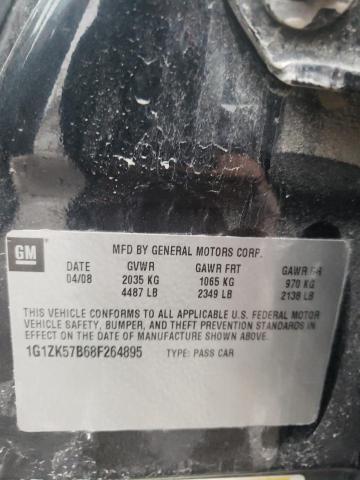 GM
MFD BY GENERAL MOTORS CORP.
DATE GVWR GAWR FRT GAWR RR
04/08 2035 KG 1065 KG 970 KG
4487 LB 2349 LB 2138 LB
THIS VEHICLE CONFORMS TO ALL APPLICABLE U.S. FEDERAL MOTOR
VEHICLE SAFETY, BUMPER, AND THEFT PREVENTION STANDARDS IN
EFFECT ON THE DATE OF MANUFACTURE SHOWN ABOVE.
1G1ZK57B68F264895 TYPE: PASS CAR